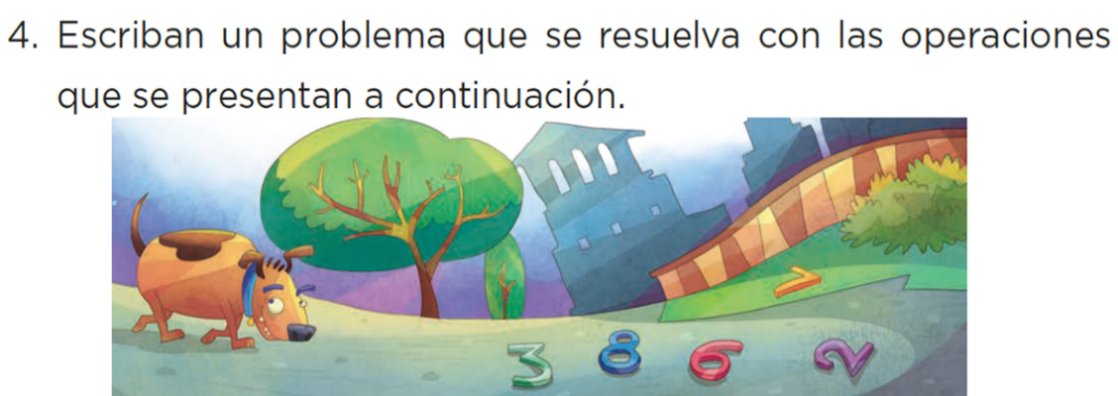 4. Escriban un problema que se resuelva con las operaciones
que se presentan a continuación.
3 8 6 2